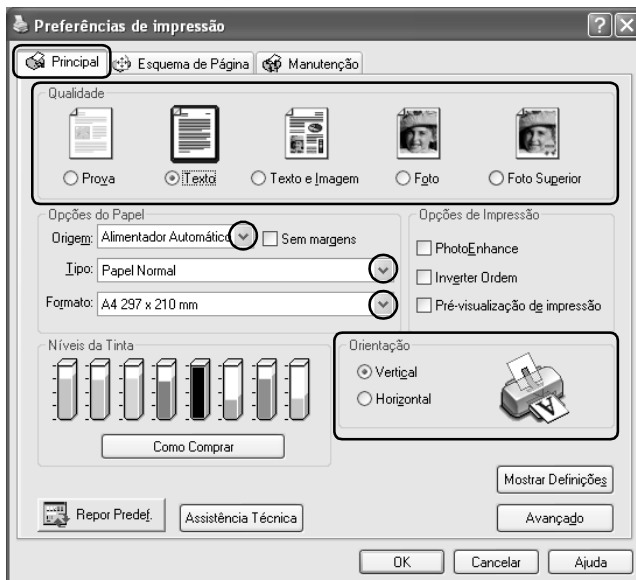 Preferências de impressão
Principal Esquema de Página Manutenção
Qualidade
Prova Texto Texto e Imagem Foto Foto Superior
Opções do Papel
Origem: Alimentador Automático Sem margens
Tipo: Papel Normal
Formato: A4 297 x 210 mm
Opções de Impressão
PhotoEnhance
Inverter Ordem
Pré-visualização de impressão
Níveis da Tinta
Como Comprar
Orientação
Vertical
Horizontal
A
Mostrar Definições
Repor Predef. Assistência Técnica Avançado
OK Cancelar Ajuda